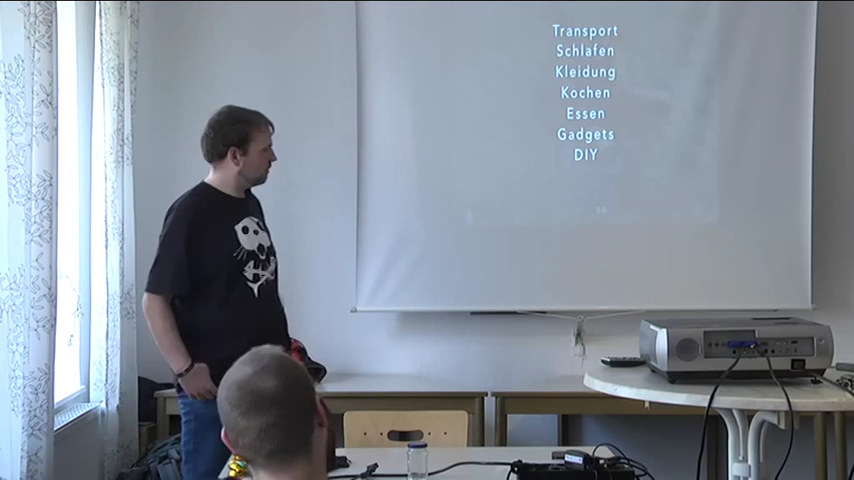 Transport
Schlafen
Kleidung
Kochen
Essen
Gadgets
DIY